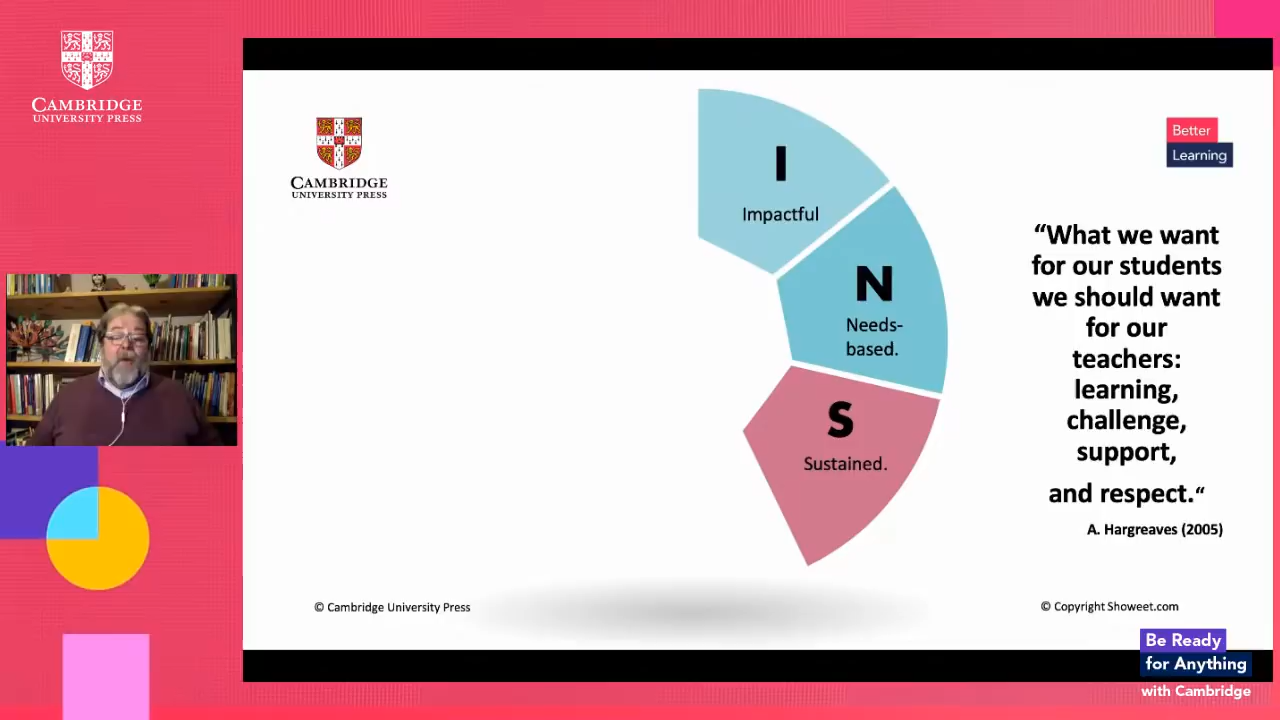 CAMBRIDGE
UNIVERSITY PRESS
CAMBRIDGE
UNIVERSITY PRESS
I
Impactful
N
Needs-
based.
S
Sustained.
Better
Learning
“What we want
for our students
we should want
for our
teachers:
learning,
challenge,
support,
and respect.“
A. Hargreaves (2005)
© Cambridge University Press
© Copyright Showeet.com
Be Ready
for Anything
with Cambridge